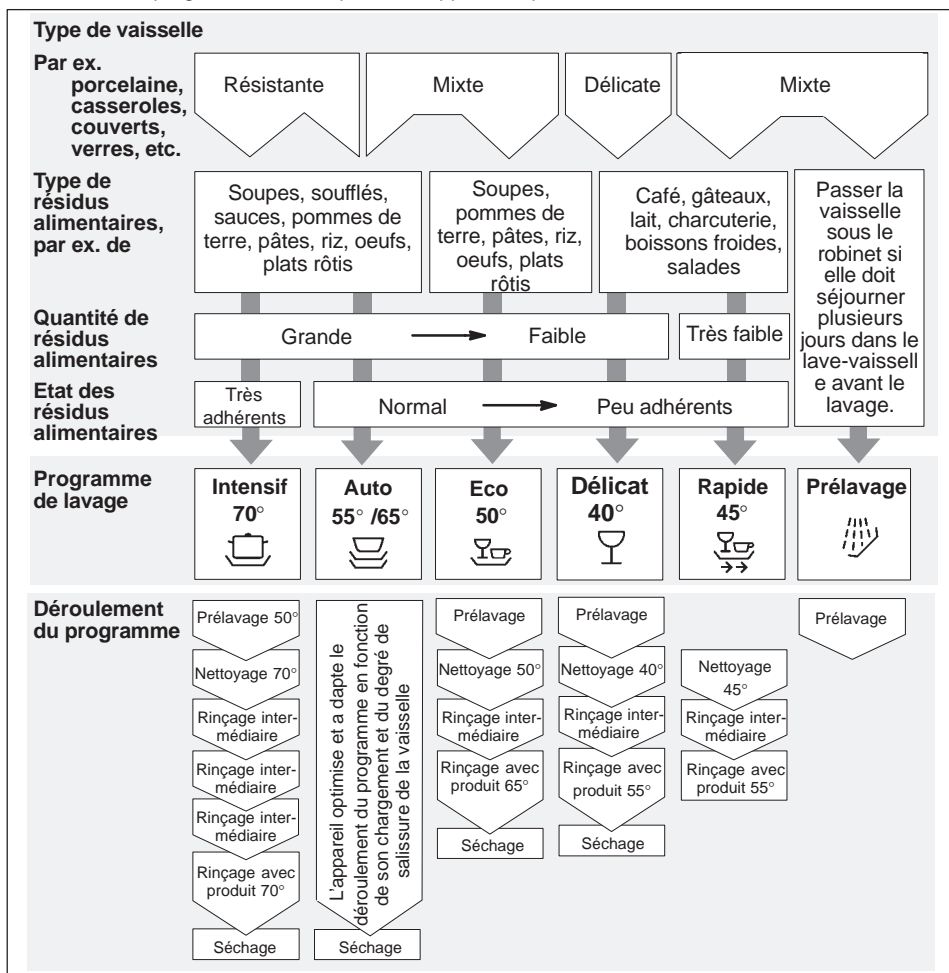 Type de vaisselle
Par ex.
porcelaine,
casseroles,
couverts,
verres, etc.
Résistante
Mixte
Délicate
Mixte
Type de
résidus
alimentaires,
par ex. de
Soupes, soufflés,
sauces, pommes de
terre, pâtes, riz, oeufs,
plats rôtis
Soupes,
pommes de
terre, pâtes, riz,
oeufs, plats
rôtis
Café, gâteaux,
lait, charcuterie,
boissons froides,
salades
Passer la
vaisselle
sous le
robinet si
elle doit
séjourner
plusieurs
jours dans le
lave-vaissell
e avant le
lavage.
Quantité de
résidus
alimentaires
Grande
Faible
Très faible
Etat des
résidus
alimentaires
Très
adhérents
Normal
Peu adhérents
Programme
de lavage
Intensif
70°
Auto
55° /65°
Eco
50°
Délicat
40°
Rapide
45°
Prélavage
Déroulement
du programme
Prélavage 50°
Nettoyage 70°
Rinçage inter-
médiaire
Rinçage inter-
médiaire
Rinçage inter-
médiaire
Rinçage avec
produit 70°
Séchage
L'appareil optimise et a dapte le
déroulement du programme en fonction
de son chargement et du degré de
salissure de la vaisselle
Séchage
Prélavage
Nettoyage 50°
Rinçage inter-
médiaire
Rinçage avec
produit 65°
Séchage
Prélavage
Nettoyage 40°
Rinçage inter-
médiaire
Rinçage avec
produit 55°
Séchage
Nettoyage
45°
Rinçage inter-
médiaire
Rinçage avec
produit 55°
Prélavage